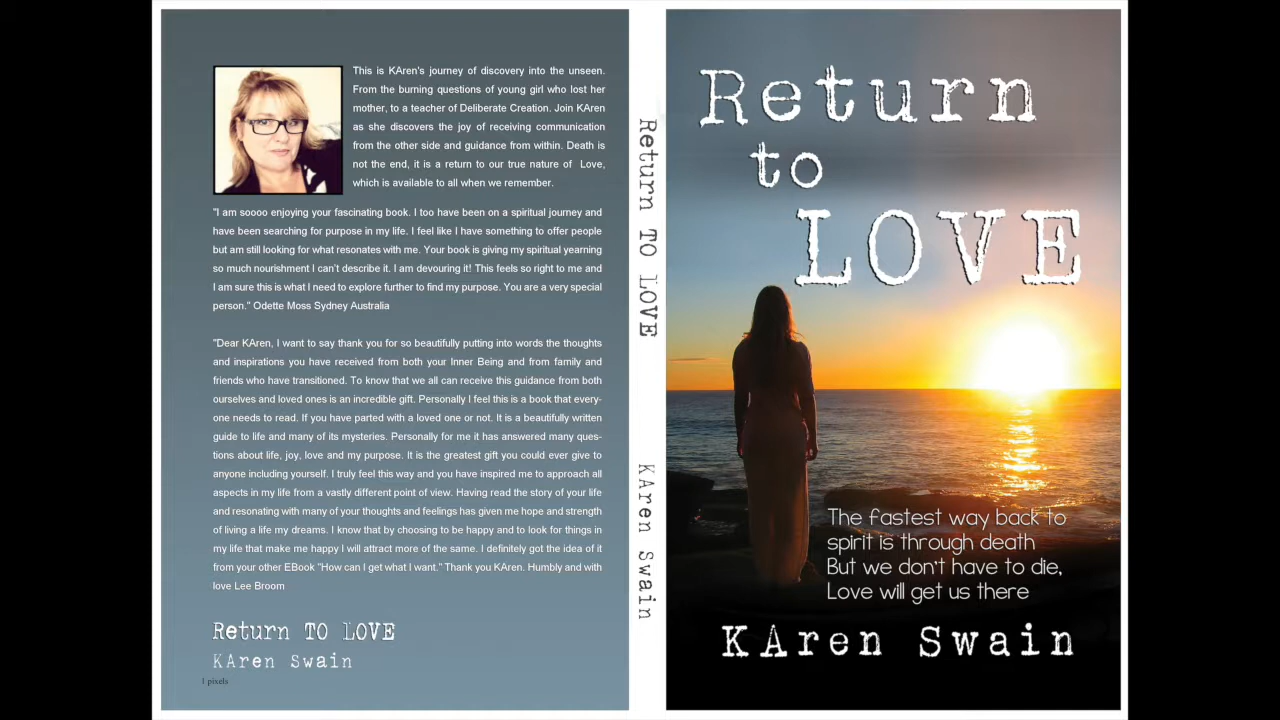 This is KAren's journey of discovery into the unseen.
From the burning questions of young girl who lost her
mother, to a teacher of Deliberate Creation. Join KAren
as she discovers the joy of receiving communication
from the other side and guidance from within. Death is
not the end, it is a return to our true nature of Love,
which is available to all when we remember.
"I am soooo enjoying your fascinating book. I too have been on a spiritual journey and
have been searching for purpose in my life. I feel like I have something to offer people
but am still looking for what resonates with me. Your book is giving my spiritual yearning
so much nourishment I can't describe it. I am devouring it! This feels so right to me and
I am sure this is what I need to explore further to find my purpose. You are a very special
person." Odette Moss Sydney Australia
"Dear KAren, I want to say thank you for so beautifully putting into words the thoughts
and inspirations you have received from both your Inner Being and from family and
friends who have transitioned. To know that we all can receive this guidance from both
ourselves and loved ones is an incredible gift. Personally I feel this is a book that every-
one needs to read. If you have parted with a loved one or not. It is a beautifully written
guide to life and many of its mysteries. Personally for me it has answered many ques-
tions about life, joy, love and my purpose. It is the greatest gift you could ever give to
anyone including yourself. I truly feel this way and you have inspired me to approach all
aspects in my life from a vastly different point of view. Having read the story of your life
and resonating with many of your thoughts and feelings has given me hope and strength
of living a life my dreams. I know that by choosing to be happy and to look for things in
my life that make me happy I will attract more of the same. I definitely got the idea of it
from your other EBook "How can I get what I want." Thank you KAren. Humbly and with
love Lee Broom
Return TO LOVE
KAren Swain
1 pixels
Return TO LOVE
KAren Swain
Return
to
LOVE
The fastest way back to
spirit is through death
But we don't have to die,
Love will get us there
KAren Swain